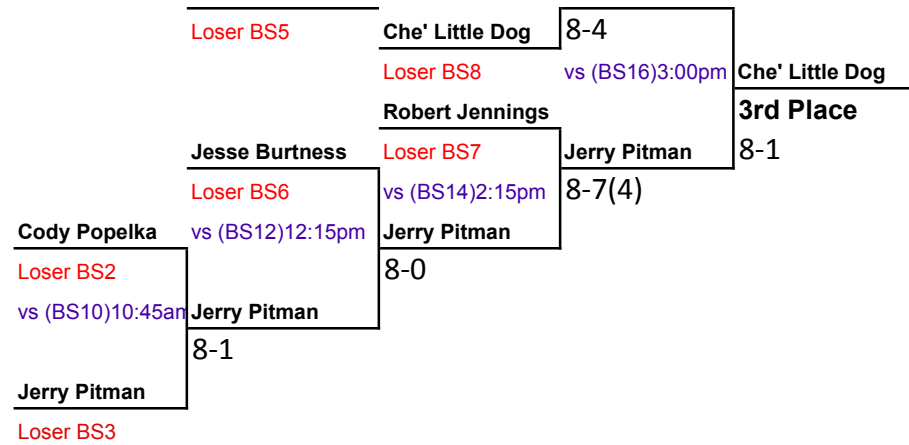 Loser BS5
Che' Little Dog
8-4
Loser BS8
vs (BS16)3:00pm
Che' Little Dog
Robert Jennings
3rd Place
Jesse Burtness
Loser BS7
Jerry Pitman
8-1
Loser BS6
vs (BS14)2:15pm
8-7(4)
Cody Popelka
vs (BS12)12:15pm
Jerry Pitman
Loser BS2
8-0
vs (BS10)10:45am
Jerry Pitman
8-1
Jerry Pitman
Loser BS3